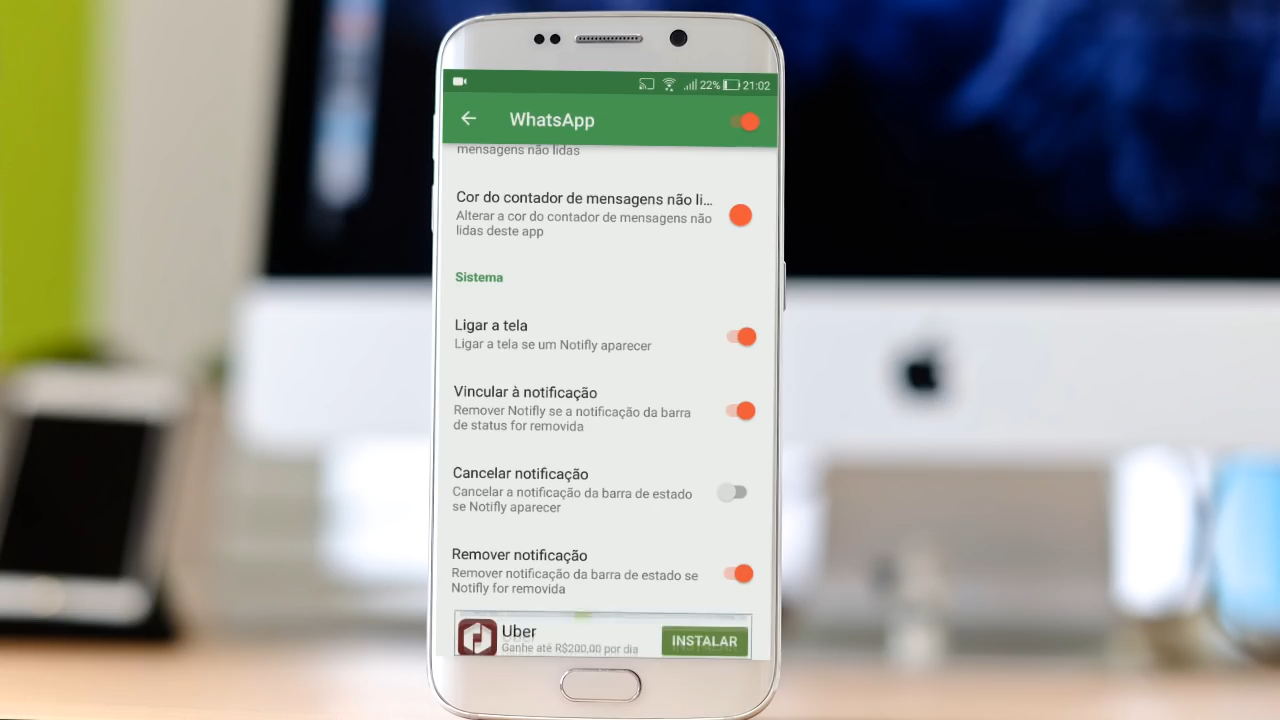 22% 21:02
WhatsApp
mensagens não lidas
Cor do contador de mensagens não li...
Alterar a cor do contador de mensagens não
lidas deste app
Sistema
Ligar a tela
Ligar a tela se um Notifly aparecer
Vincular à notificação
Remover Notifly se a notificação da barra
de status for removida
Cancelar notificação
Cancelar a notificação da barra de estado
se Notifly aparecer
Remover notificação
Remover notificação da barra de estado se
Notifly for removida
Uber
Ganhe até R$200,00 por dia
INSTALAR